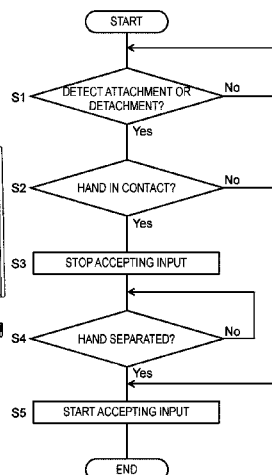 START
S1
DETECT ATTACHMENT OR
DETACHMENT?
No
Yes
S2
HAND IN CONTACT?
No
Yes
S3
STOP ACCEPTING INPUT
S4
HAND SEPARATED?
No
Yes
S5
START ACCEPTING INPUT
END